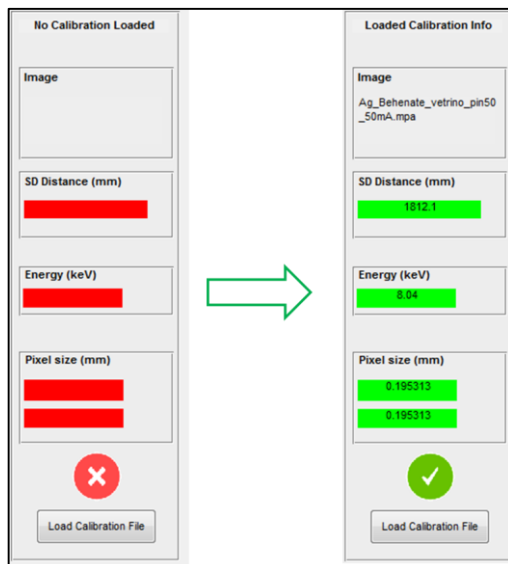 No Calibration Loaded
Image
SD Distance (mm)
Energy (keV)
Pixel size (mm)
Load Calibration File
Loaded Calibration Info
Image
Ag_Behenate_vetrino_pin50
_50mA.mpa
SD Distance (mm)
1812.1
Energy (keV)
8.04
Pixel size (mm)
0.195313
0.195313
Load Calibration File